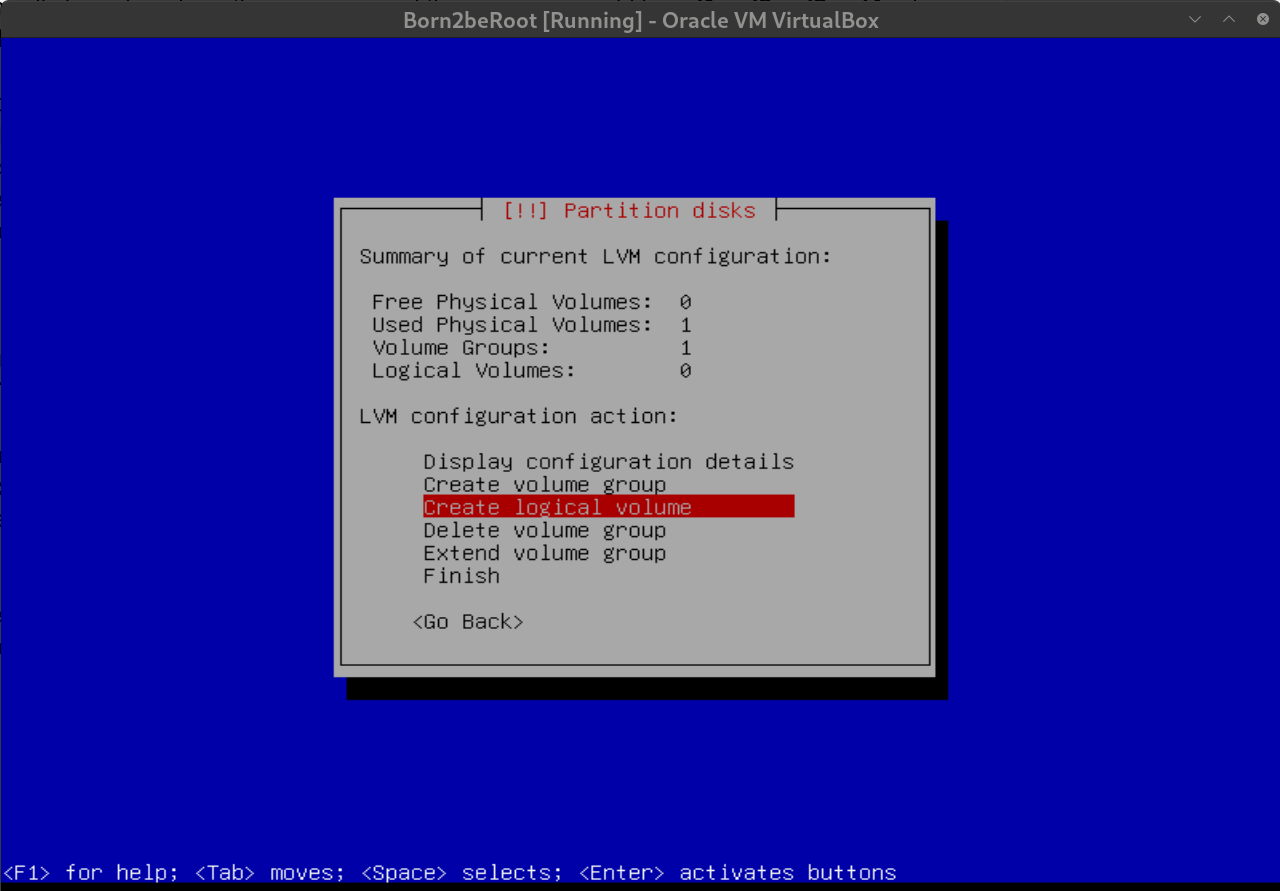 Born2beRoot [Running] - Oracle VM VirtualBox
[!!] Partition disks
Summary of current LVM configuration:
Free Physical Volumes: 0
Used Physical Volumes: 1
Volume Groups: 1
Logical Volumes: 0
LVM configuration action:
Display configuration details
Create volume group
Create logical volume
Delete volume group
Extend volume group
Finish
<Go Back>
<F1> for help; <Tab> moves; <Space> selects; <Enter> activates buttons